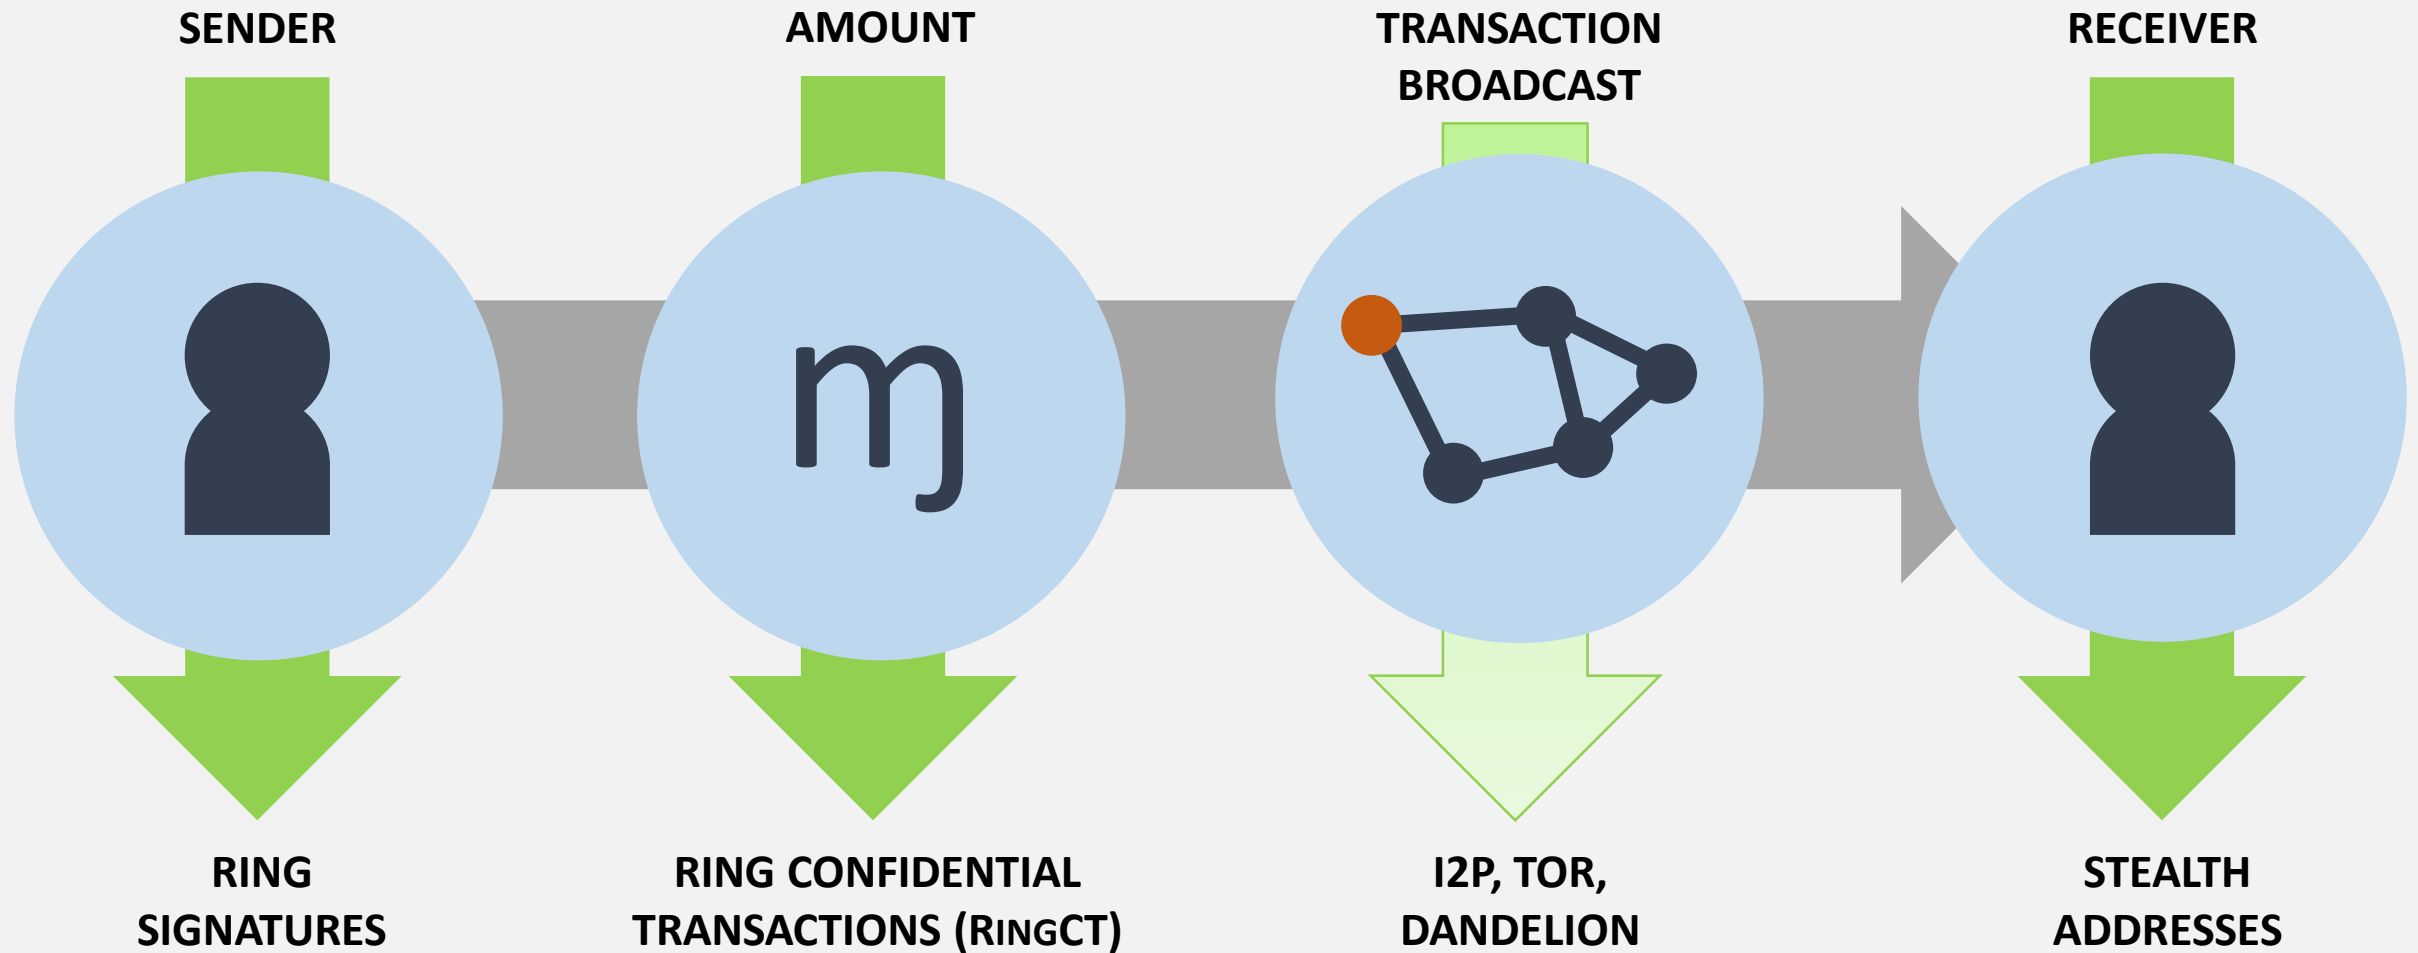 SENDER
AMOUNT
TRANSACTION
BROADCAST
RECEIVER
ɱ
RING
SIGNATURES
RING CONFIDENTIAL
TRANSACTIONS (RINGCT)
I2P, TOR,
DANDELION
STEALTH
ADDRESSES